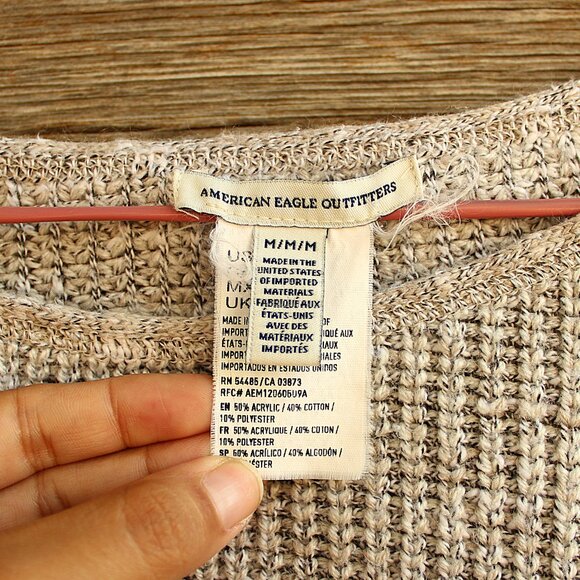 AMERICAN EAGLE OUTFITTERS
M/M/M
MADE IN THE
UNITED STATES
OF IMPORTED
MATERIALS
FABRIQUÉ AUX
ÉTATS-UNIS
AVEC DES
MATÉRIAUX
IMPORTÉS
US
MX
UK
MADE IN
IMPORT
ÉTATS-
IMPORT
IMPORTADOS EN ESTADOS UNIDOS
RN 54485/CA 03873
RFC# AEM1206060U9A
EN 50% ACRYLIC / 40% COTTON /
10% POLYESTER
FR 50% ACRYLIQUE / 40% COTON /
10% POLYESTER
SP 50% ACRÍLICO / 40% ALGODÓN /